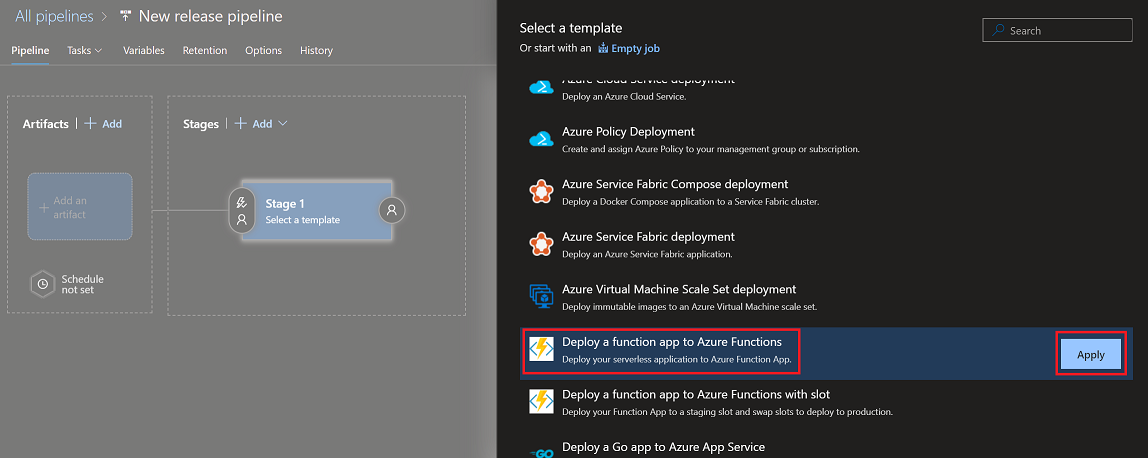 All pipelines > New release pipeline
Pipeline Tasks Variables Retention Options History
Artifacts | + Add
Stages | + Add
+ Add an
artifact
Schedule
not set
Stage 1
Select a template
Select a template
Or start with an Empty job
Search
Azure Cloud Service deployment
Deploy an Azure Cloud Service.
Azure Policy Deployment
Create and assign Azure Policy to your management group or subscription.
Azure Service Fabric Compose deployment
Deploy a Docker Compose application to a Service Fabric cluster.
Azure Service Fabric deployment
Deploy an Azure Service Fabric application.
Azure Virtual Machine Scale Set deployment
Deploy immutable images to an Azure Virtual Machine scale set.
Deploy a function app to Azure Functions
Deploy your serverless application to Azure Function App.
Apply
Deploy a function app to Azure Functions with slot
Deploy your Function App to a staging slot and swap slots to deploy to production.
GO
Deploy a Go app to Azure App Service